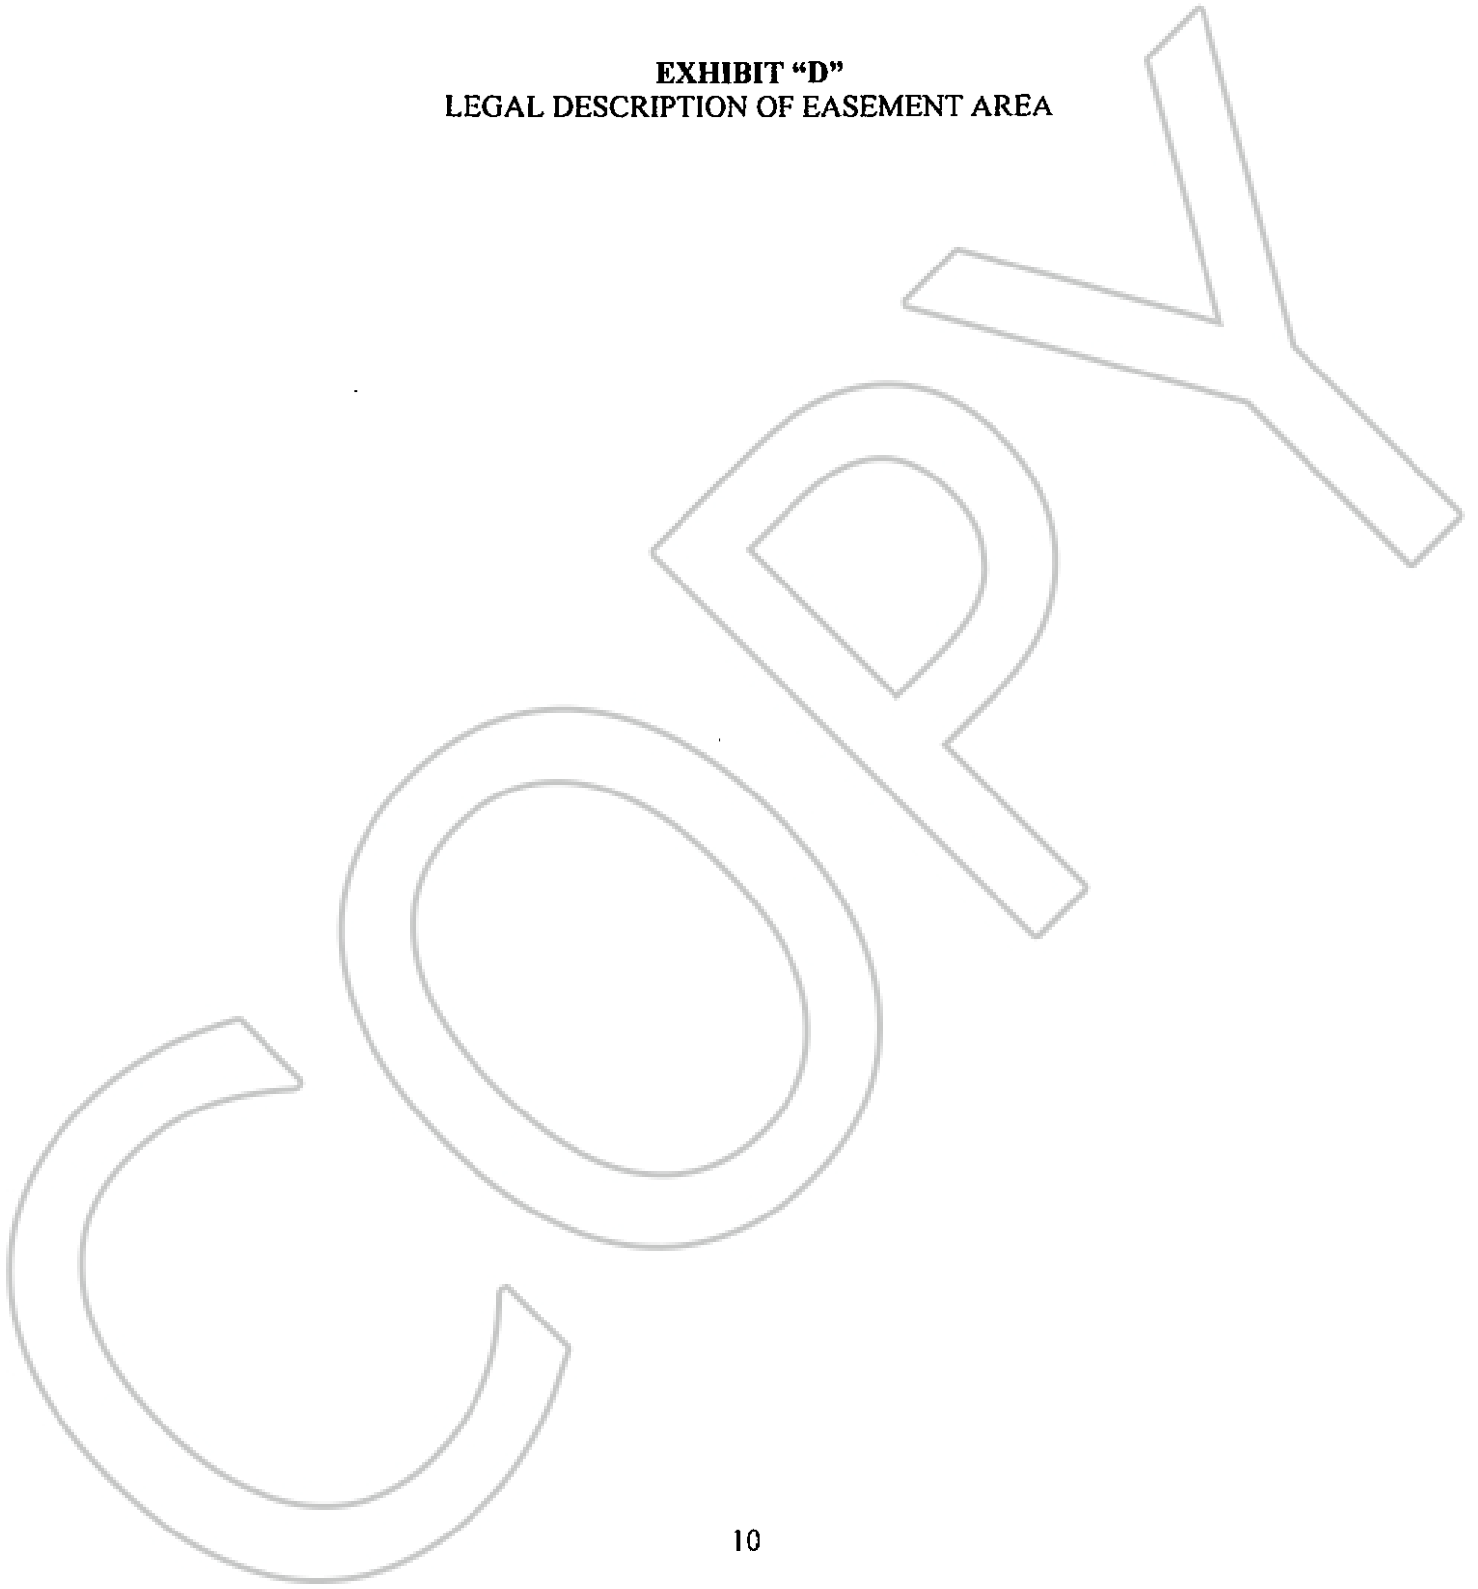 EXHIBIT “D”
LEGAL DESCRIPTION OF EASEMENT AREA
COPY
10